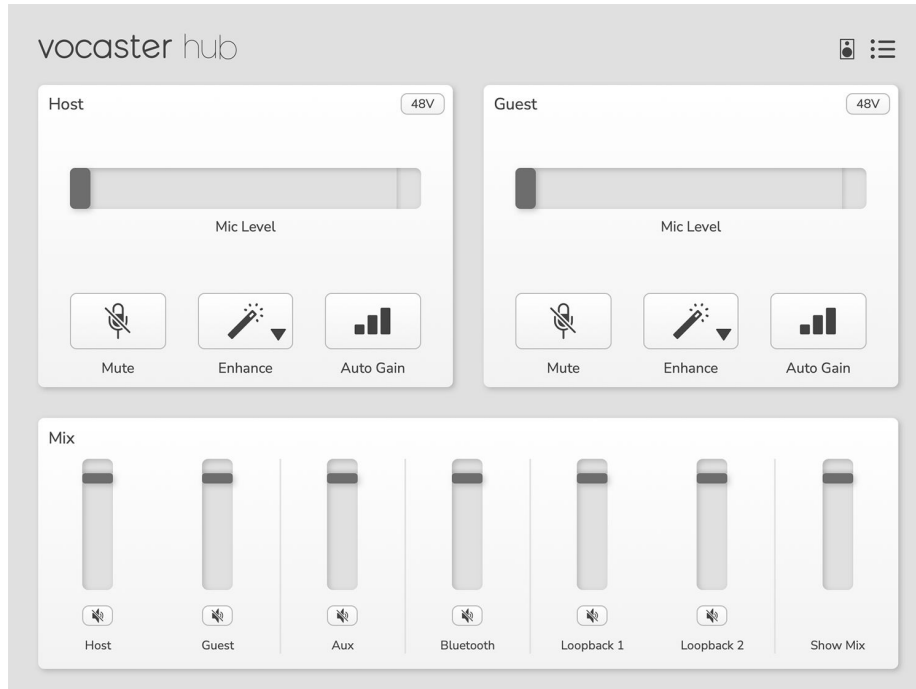 vocaster hub
Host 48V
Mic Level
Mute Enhance Auto Gain
Guest 48V
Mic Level
Mute Enhance Auto Gain
Mix
Host Guest Aux Bluetooth Loopback 1 Loopback 2 Show Mix